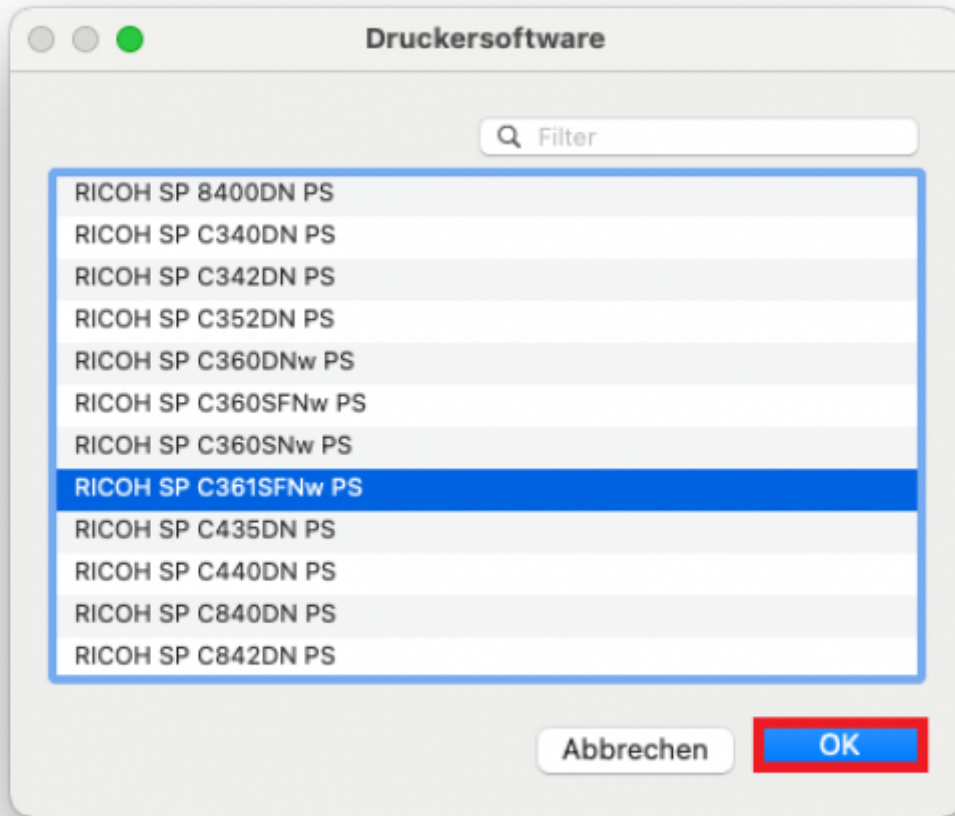 Druckersoftware
Filter
RICOH SP 8400DN PS
RICOH SP C340DN PS
RICOH SP C342DN PS
RICOH SP C352DN PS
RICOH SP C360DNw PS
RICOH SP C360SFNw PS
RICOH SP C360SNw PS
RICOH SP C361SFNw PS
RICOH SP C435DN PS
RICOH SP C440DN PS
RICOH SP C840DN PS
RICOH SP C842DN PS
Abbrechen OK